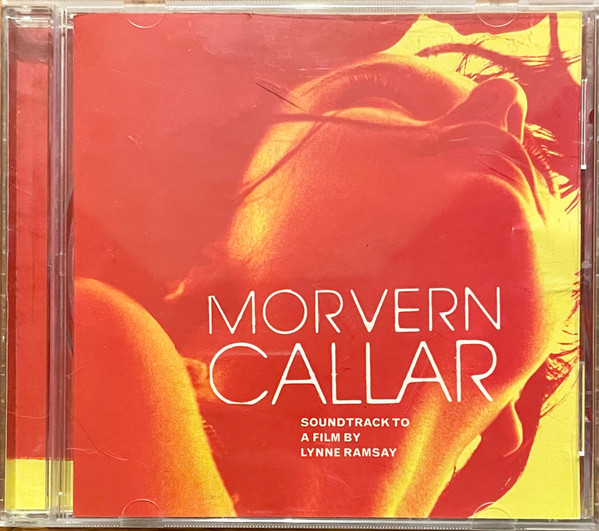 MORVERN
CALLAR
SOUNDTRACK TO
A FILM BY
LYNNE RAMSAY